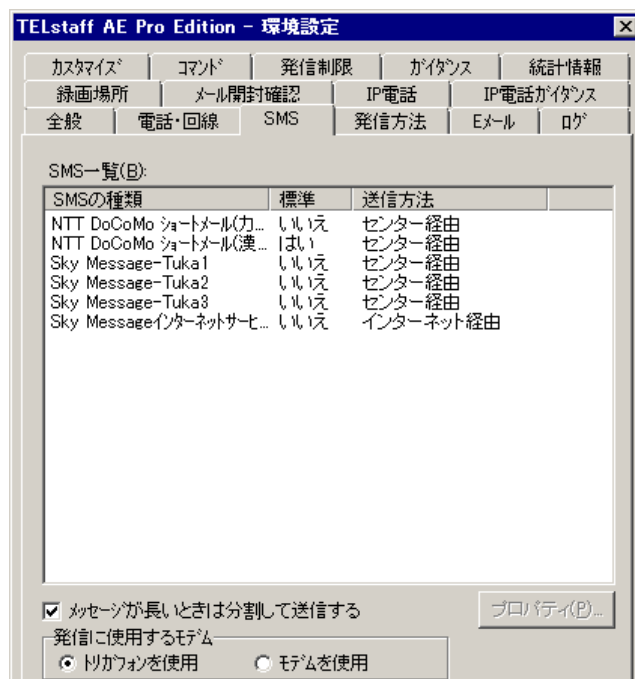 TELstaff AE Pro Edition - 環境設定
ｶｽﾀﾏｲｽﾞ ｺﾏﾝﾄﾞ 発信制限 ｶﾞｲﾀﾞﾝｽ 統計情報
録画場所 ﾒｰﾙ開封確認 IP電話 IP電話ｶﾞｲﾀﾞﾝｽ
全般 電話・回線 SMS 発信方法 Eﾒｰﾙ ﾛｸﾞ
SMS一覧(B):
SMSの種類 標準 送信方法
NTT DoCoMo ｼｮｰﾄﾒｰﾙ(カ... いいえ センター経由
NTT DoCoMo ｼｮｰﾄﾒｰﾙ(漢... はい センター経由
Sky Message-Tuka1 いいえ センター経由
Sky Message-Tuka2 いいえ センター経由
Sky Message-Tuka3 いいえ センター経由
Sky Messageｲﾝﾀｰﾈｯﾄサービ... いいえ インターネット経由
ﾒｯｾｰｼﾞが長いときは分割して送信する プロパティ(P)...
発信に使用するﾓﾃﾞﾑ
ﾄﾘｶﾞﾌｫﾝを使用 ﾓﾃﾞﾑを使用